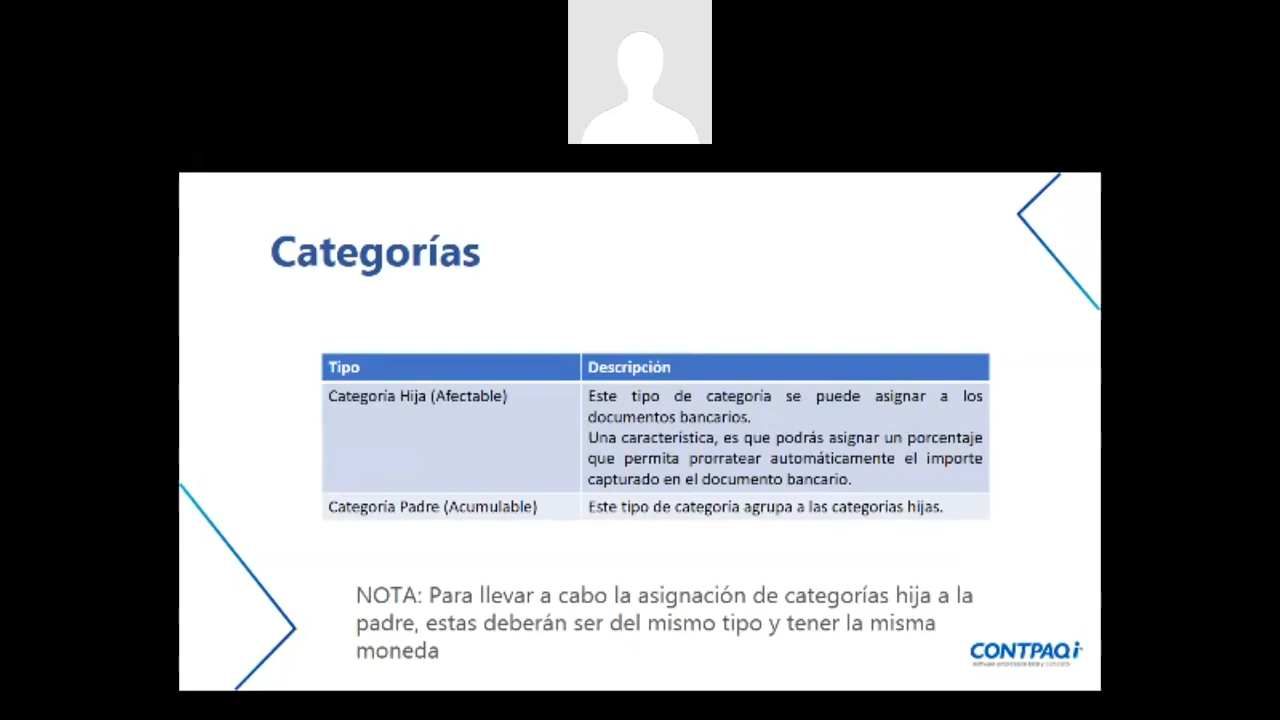 Categorías
Tipo
Descripción
Categoria Hija (Afectable)
Este tipo de categoria se puede asignar a los
documentos bancarios.
Una característica, es que podrás asignar un porcentaje
que permita prorratear automáticamente el importe
capturado en el documento bancario.
Categoria Padre (Acumulable)
Este tipo de categoria agrupa a las categorias hijas.
NOTA: Para llevar a cabo la asignación de categorías hija a la
padre, estas deberán ser del mismo tipo y tener la misma
moneda
CONTPAQi